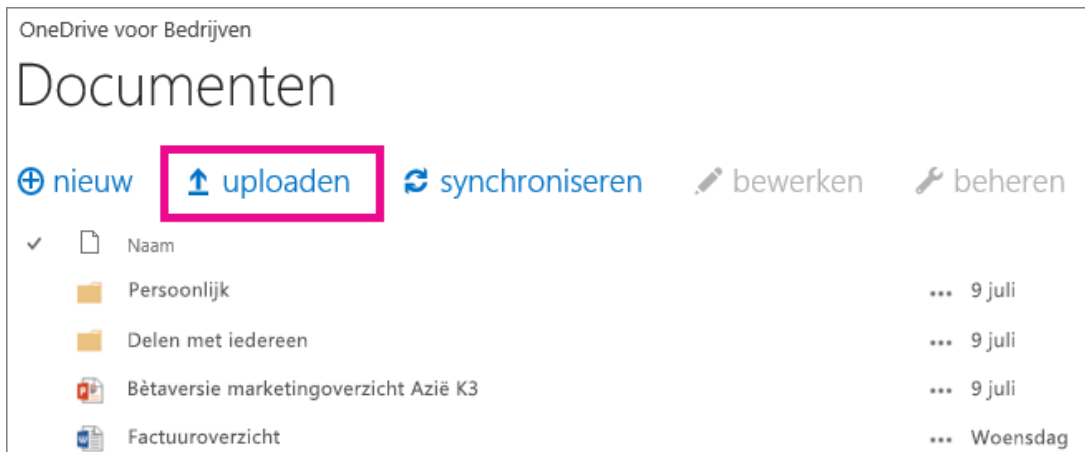 OneDrive voor Bedrijven
Documenten
nieuw uploaden synchroniseren bewerken beheren
Naam
Persoonlijk ... 9 juli
Delen met iedereen ... 9 juli
Bètaversie marketingoverzicht Azië K3 ... 9 juli
Factuuroverzicht ... Woensdag